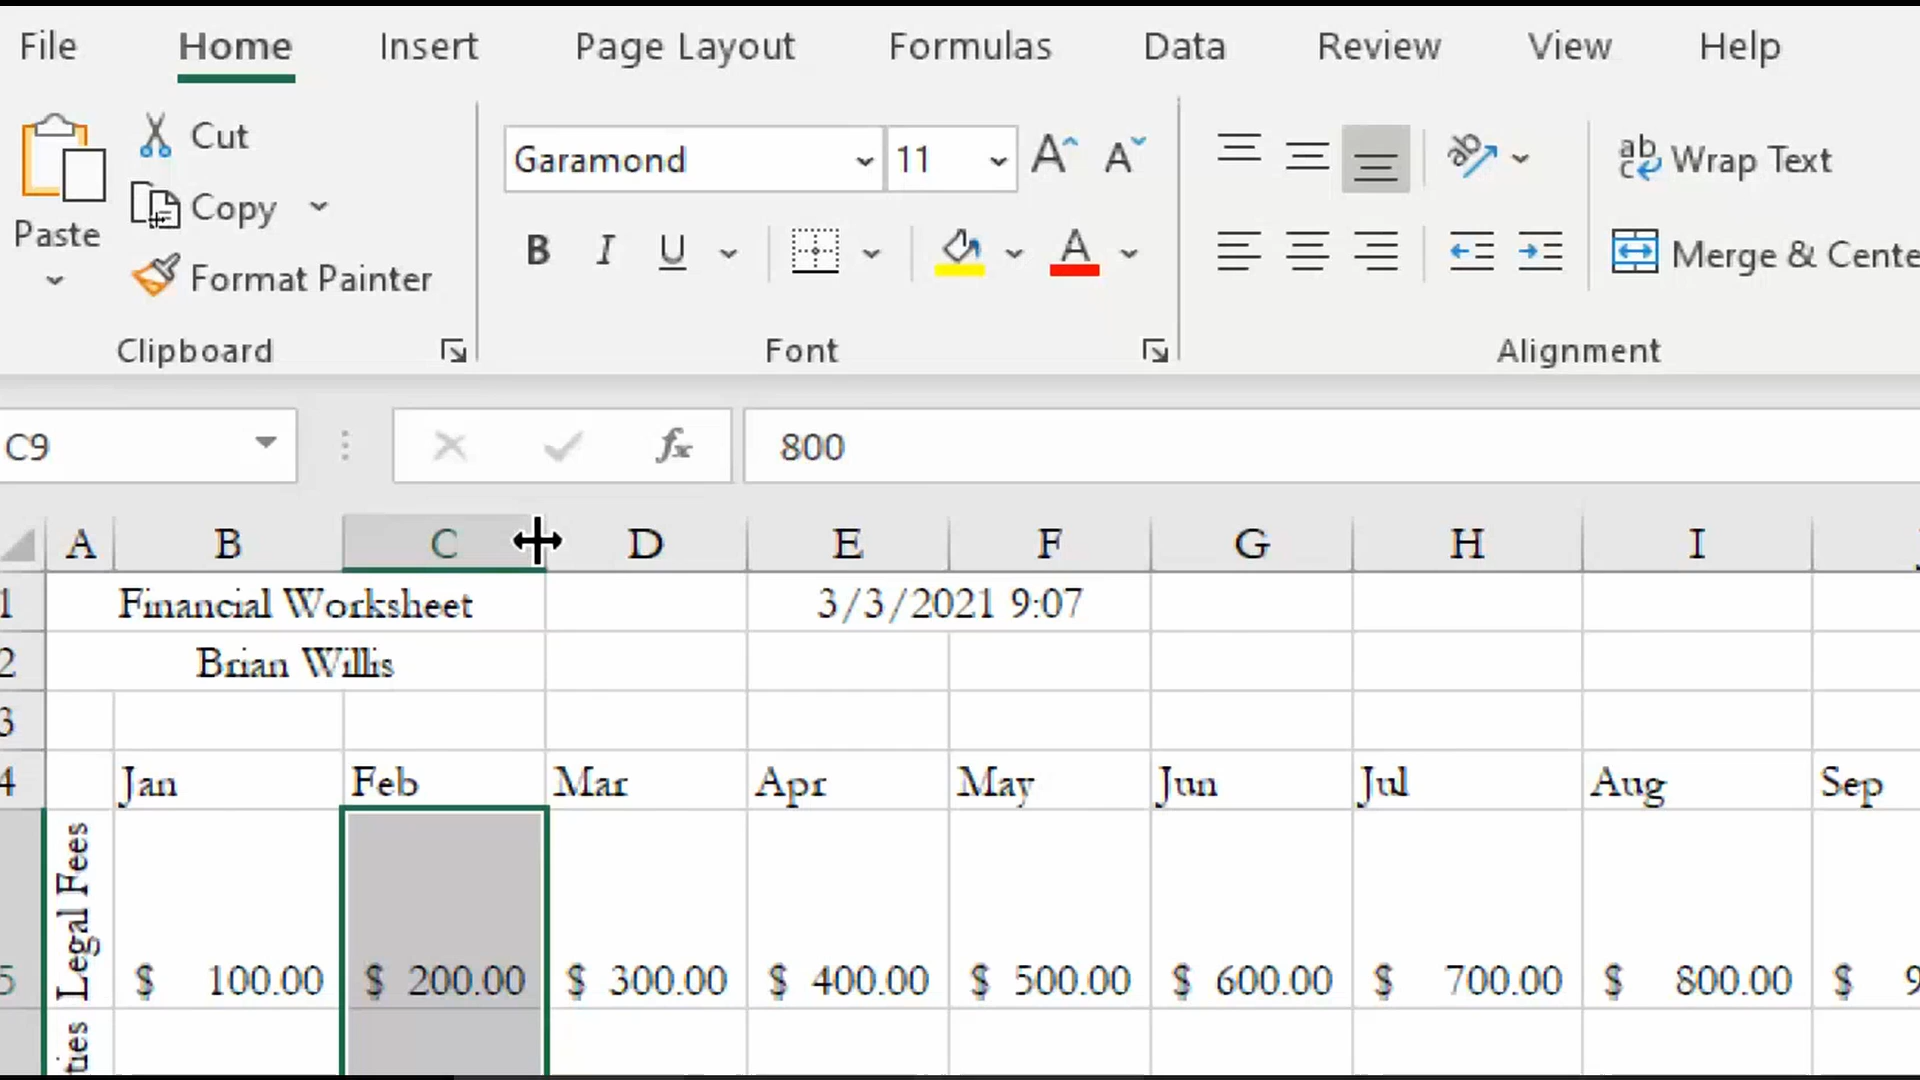 File Home Insert Page Layout Formulas Data Review View Help
Cut
Copy
Paste
Format Painter
Clipboard
Garamond 11
B I U
Font
Wrap Text
Merge & Cente
Alignment
C9 fx 800
A B C D E F G H I
1 Financial Worksheet 3/3/2021 9:07
2 Brian Willis
3
4 Jan Feb Mar Apr May Jun Jul Aug Sep
5 Legal Fees $ 100.00 $ 200.00 $ 300.00 $ 400.00 $ 500.00 $ 600.00 $ 700.00 $ 800.00 $ 9
ties